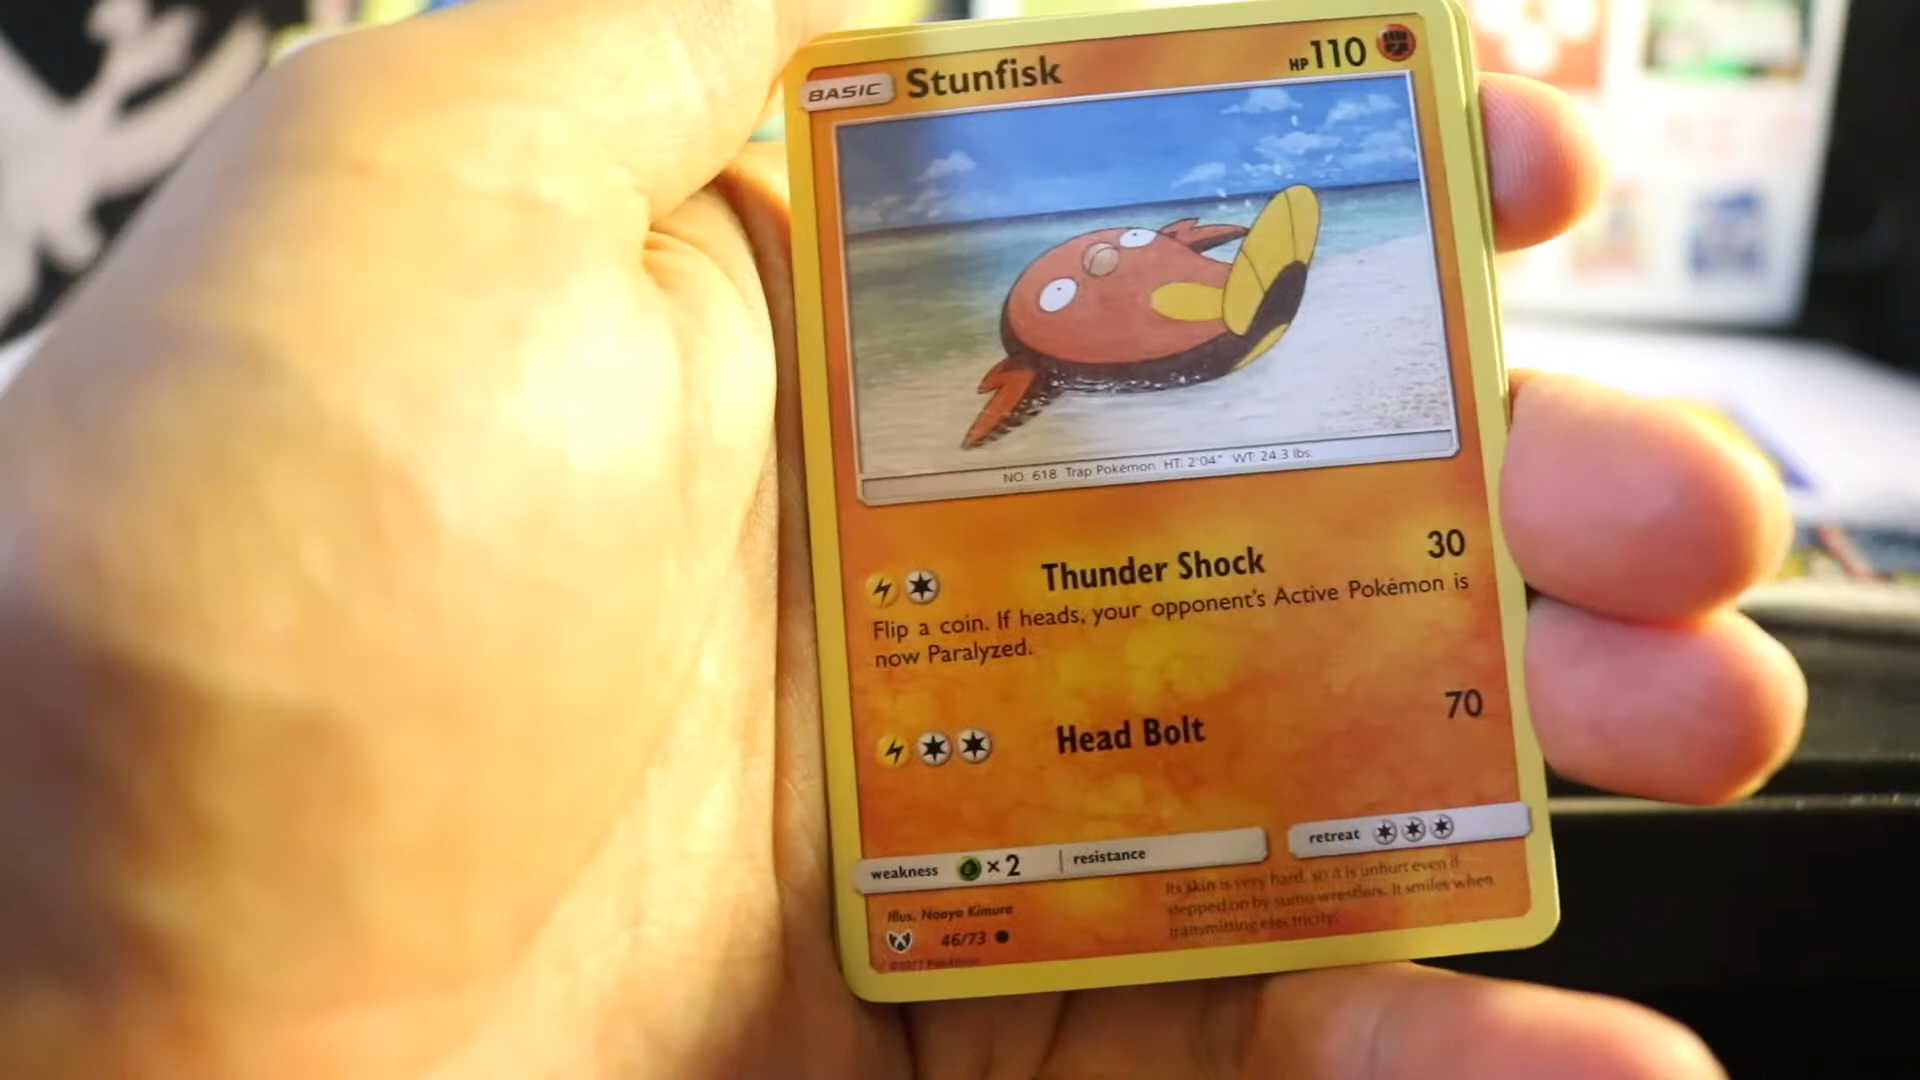 BASIC Stunfisk HP 110
NO. 618 Trap Pokémon HT: 2'04" WT: 24.3 lbs.
Thunder Shock 30
Flip a coin. If heads, your opponent's Active Pokémon is
now Paralyzed.
Head Bolt 70
weakness ×2 resistance retreat
Its skin is very hard, so it is unhurt even if
stepped on by sumo wrestlers. It smiles when
transmitting electricity.
Illus. Naoyo Kimura
46/73
©2017 Pokémon